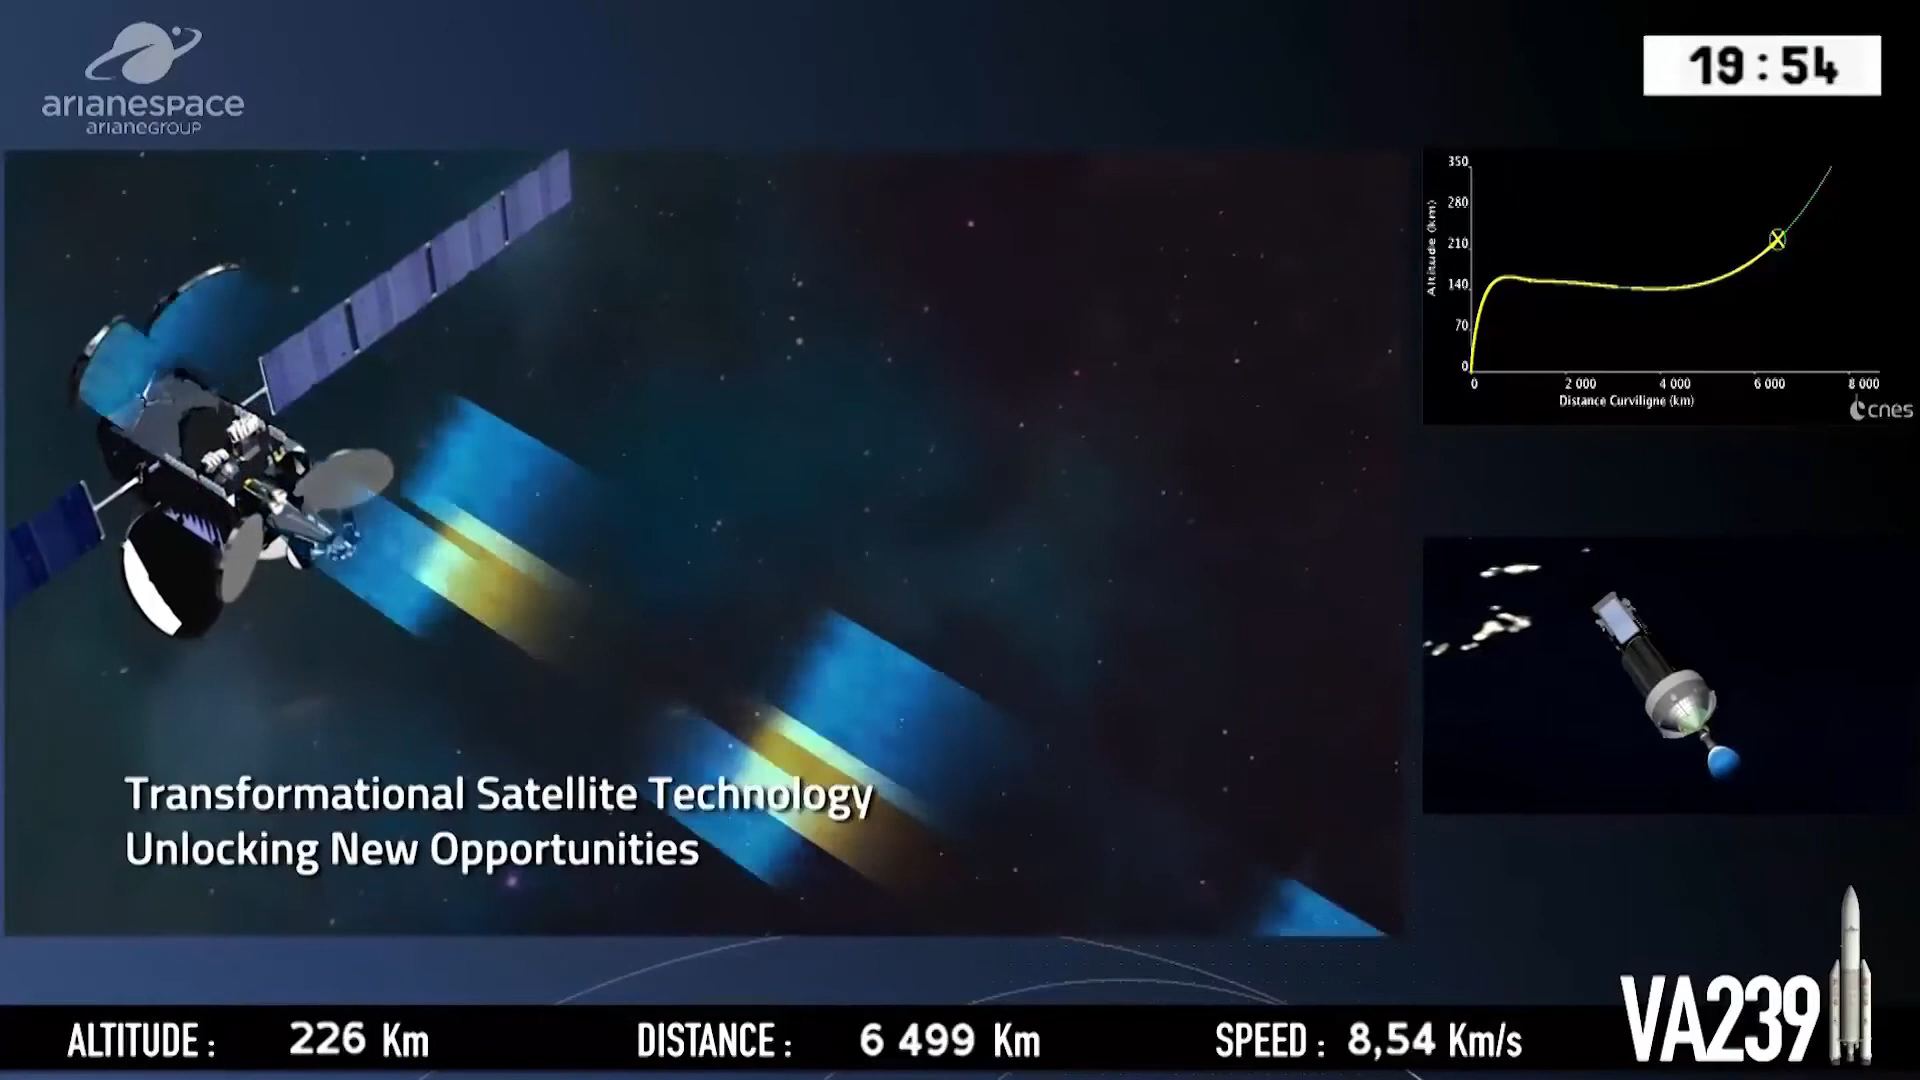 arianespace
arianeGROUP
19:54
350
280
210
140
70
0
Altitude (km)
0 2 000 4 000 6 000 8 000
Distance Curviligne (km)
cnes
Transformational Satellite Technology
Unlocking New Opportunities
VA239
ALTITUDE : 226 Km DISTANCE : 6 499 Km SPEED : 8,54 Km/s